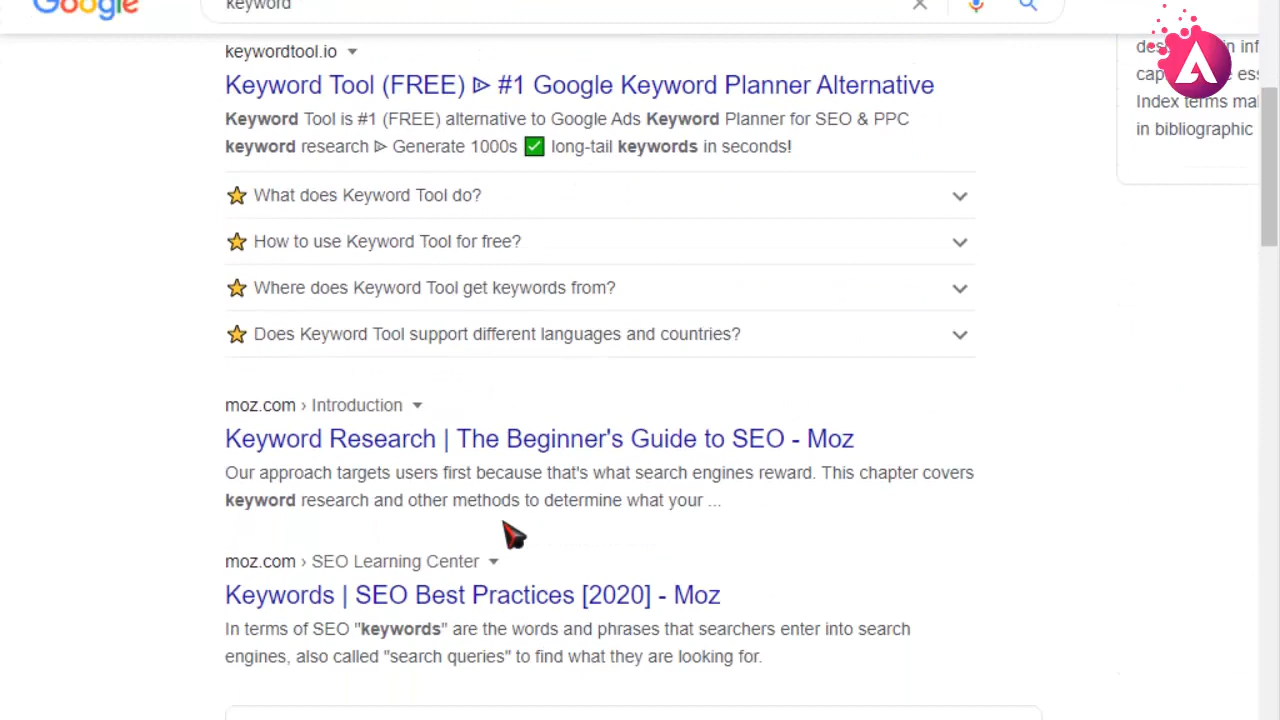 Google
keyword
keywordtool.io
Keyword Tool (FREE) ᐅ #1 Google Keyword Planner Alternative
Keyword Tool is #1 (FREE) alternative to Google Ads Keyword Planner for SEO & PPC
keyword research ᐅ Generate 1000s ✅ long-tail keywords in seconds!
⭐ What does Keyword Tool do?
⭐ How to use Keyword Tool for free?
⭐ Where does Keyword Tool get keywords from?
⭐ Does Keyword Tool support different languages and countries?
moz.com › Introduction
Keyword Research | The Beginner's Guide to SEO - Moz
Our approach targets users first because that's what search engines reward. This chapter covers
keyword research and other methods to determine what your ...
moz.com › SEO Learning Center
Keywords | SEO Best Practices [2020] - Moz
In terms of SEO "keywords" are the words and phrases that searchers enter into search
engines, also called "search queries" to find what they are looking for.
in
Index terms
in bibliographic
A